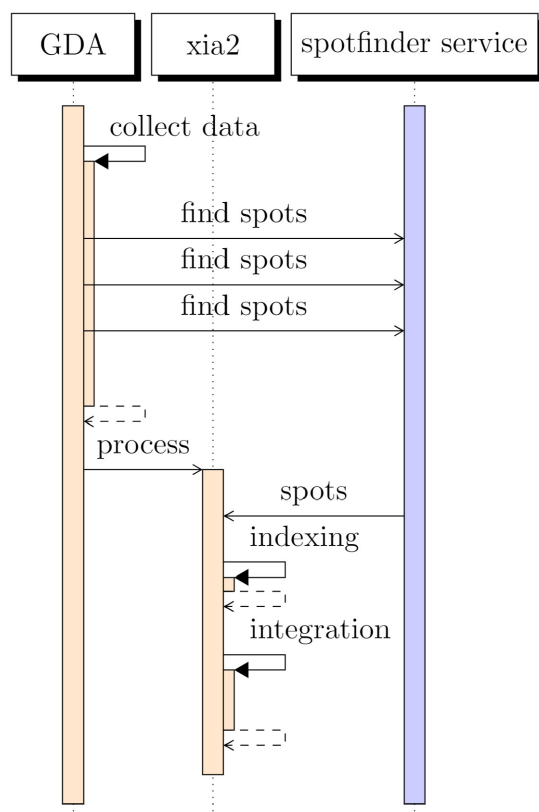 GDA
xia2
spotfinder service
collect data
find spots
find spots
find spots
process
spots
indexing
integration